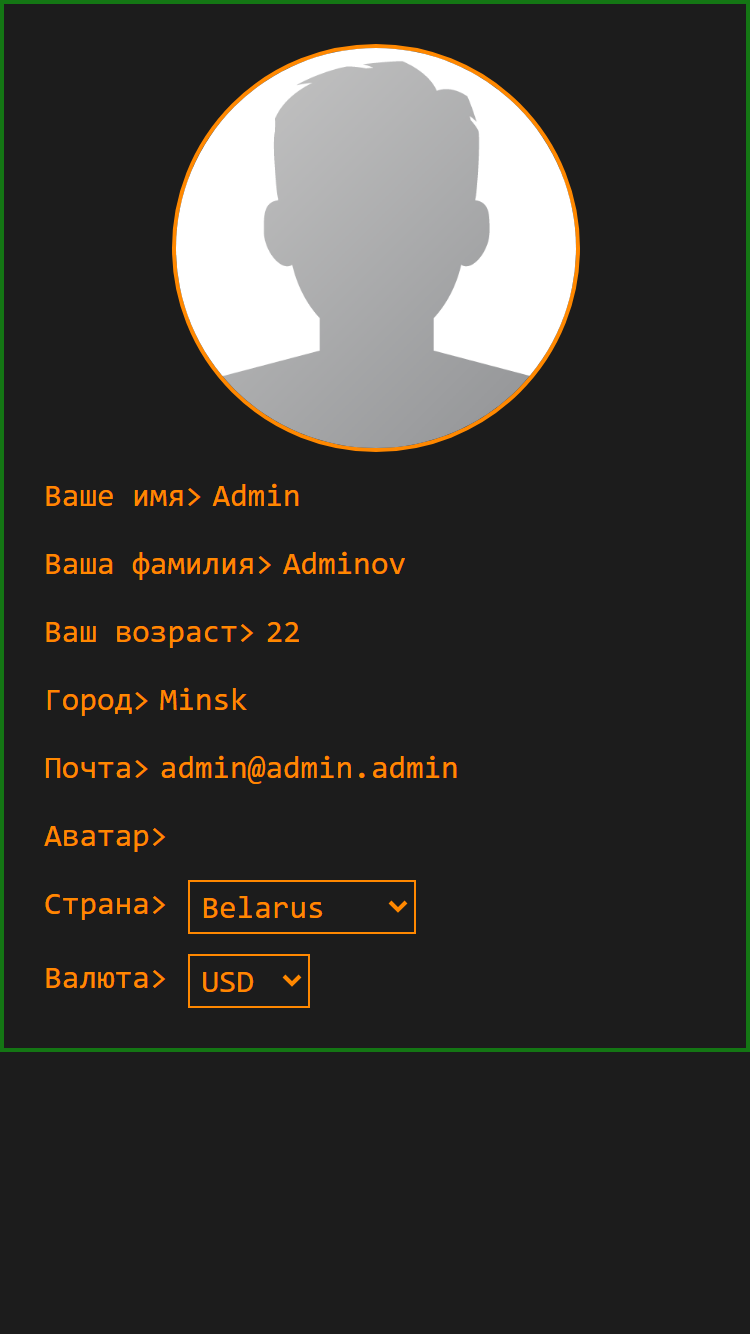 Ваше имя> Admin
Ваша фамилия> Adminov
Ваш возраст> 22
Город> Minsk
Почта> admin@admin.admin
Аватар>
Страна> Belarus
Валюта> USD